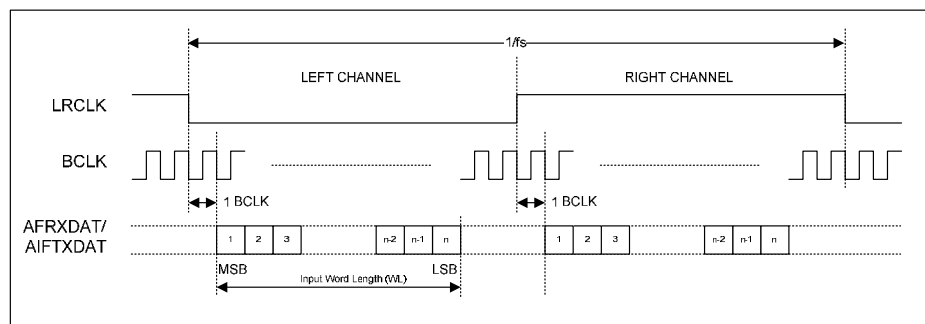 1/fs
LEFT CHANNEL RIGHT CHANNEL
LRCLK
BCLK
1 BCLK 1 BCLK
AFRXDAT/
AIFTXDAT
1 2 3 n-2 n-1 n 1 2 3 n-2 n-1 n
MSB LSB
Input Word Length (WL)